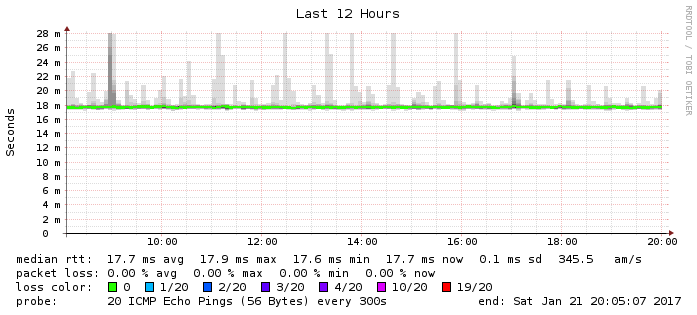 Last 12 Hours
RRDTOOL / TOBI OETIKER
Seconds
28 m
26 m
24 m
22 m
20 m
18 m
16 m
14 m
12 m
10 m
8 m
6 m
4 m
2 m
0
10:00 12:00 14:00 16:00 18:00 20:00
median rtt: 17.7 ms avg 17.9 ms max 17.6 ms min 17.7 ms now 0.1 ms sd 345.5 am/s
packet loss: 0.00 % avg 0.00 % max 0.00 % min 0.00 % now
loss color: 0 1/20 2/20 3/20 4/20 10/20 19/20
probe: 20 ICMP Echo Pings (56 Bytes) every 300s end: Sat Jan 21 20:05:07 2017